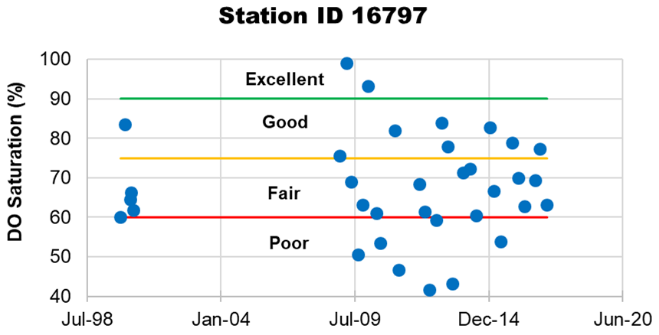 Station ID 16797
DO Saturation (%)
100
90
80
70
60
50
40
Excellent
Good
Fair
Poor
Jul-98
Jan-04
Jul-09
Dec-14
Jun-20